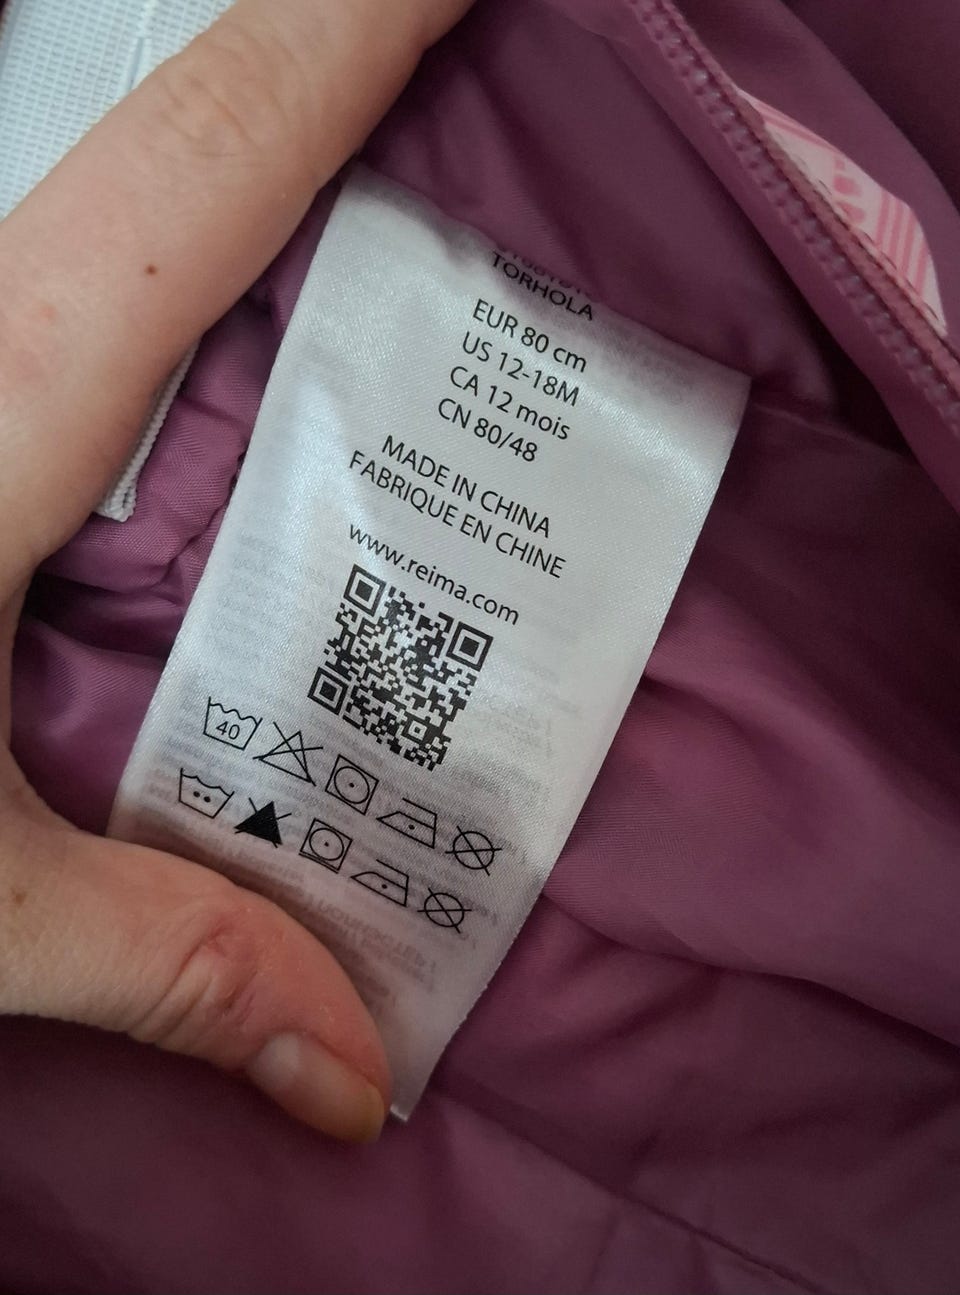 TORHOLA
EUR 80 cm
US 12-18M
CA 12 mois
CN 80/48
MADE IN CHINA
FABRIQUE EN CHINE
www.reima.com
40